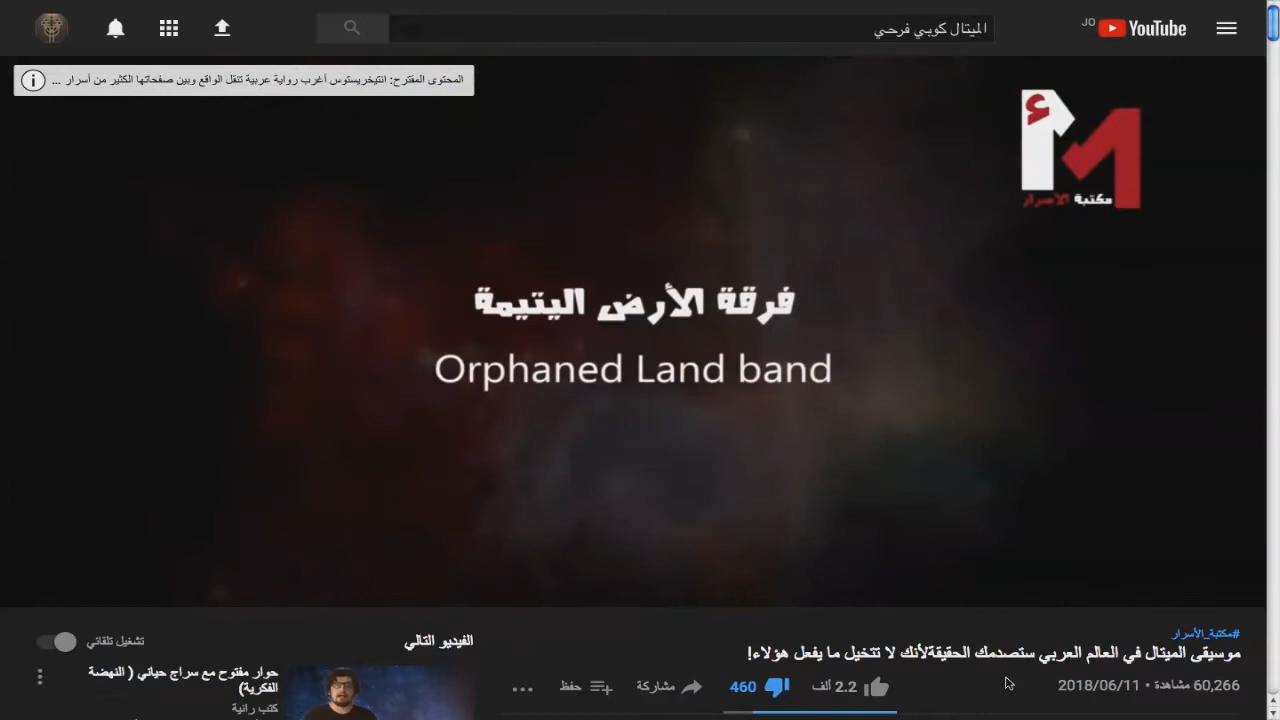 JO YouTube
الميتال كوبي فرحي
المحتوى المقترح: انتيخريستوس أغرب رواية عربية تنقل الواقع وبين صفحاتها الكثير من أسرار ...
أ
مكتبة الأسرار
فرقة الأرض اليتيمة
Orphaned Land band
#مكتبة_الأسرار
موسيقى الميتال في العالم العربي ستصدمك الحقيقةلأنك لا تتخيل ما يفعل هؤلاء!
60,266 مشاهدة • 2018/06/11
2.2 ألف
460
مشاركة
حفظ
الفيديو التالي
تشغيل تلقائي
حوار مفتوح مع سراج حياني ( النهضة
الفكرية)
كتب رانية